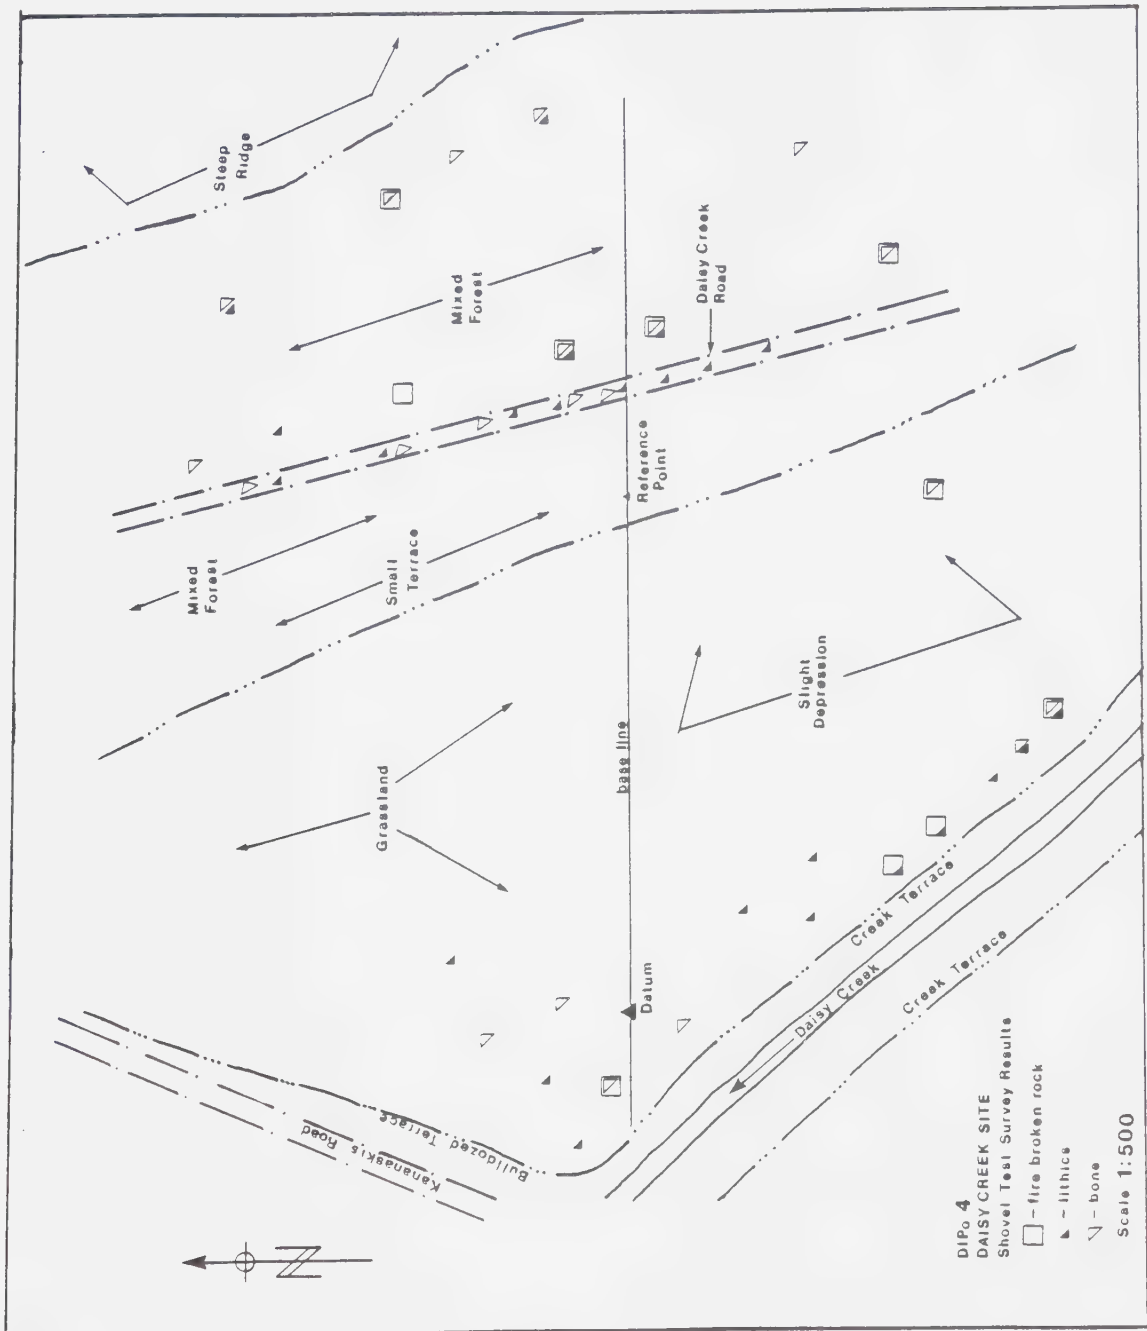 Steep
Ridge
Mixed
Forest
Daisy Creek
Road
Reference
Point
Mixed
Forest
Small
Terrace
Slight
Depression
base line
Grassland
Datum
Creek Terrace
Daisy Creek
Creek Terrace
Bulldozed Terrace
Kananaskis
Road
N
DIPo 4
DAISY CREEK SITE
Shovel Test Survey Results
- fire broken rock
~ lithics
- bone
Scale 1:500